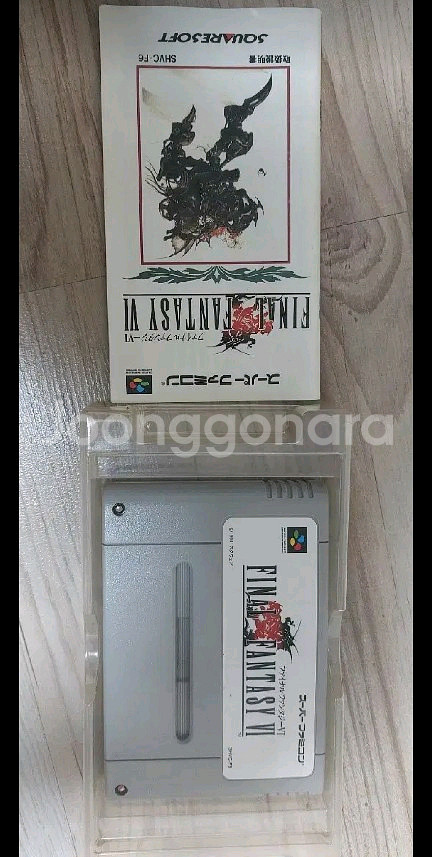 スーパーファミコン
FINAL FANTASY VI
ファイナルファンタジーVI
SHVC-F6
取扱説明書
SQUARESOFT
Joonggonara
スーパーファミコン
FINAL FANTASY VI
ファイナルファンタジーVI